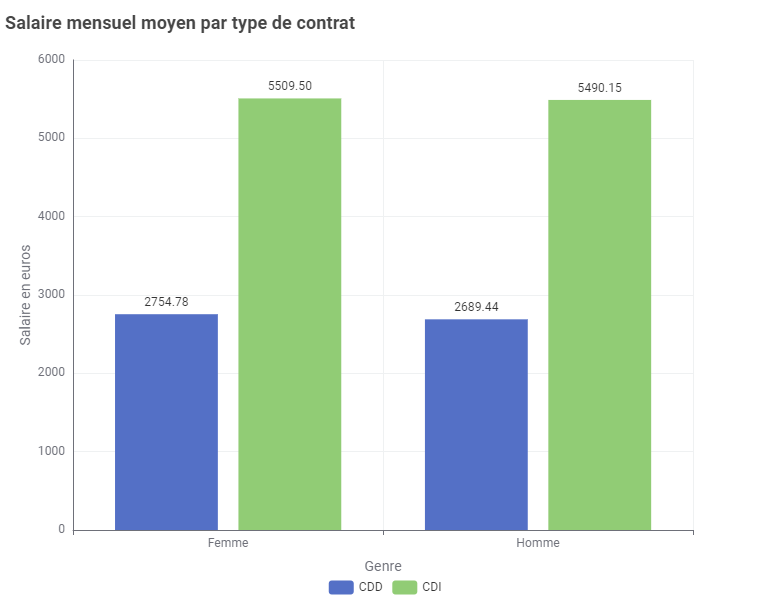 Salaire mensuel moyen par type de contrat
6000
5509.50
5490.15
5000
4000
Salaire en euros
3000
2754.78
2689.44
2000
1000
0
Femme
Homme
Genre
CDD CDI